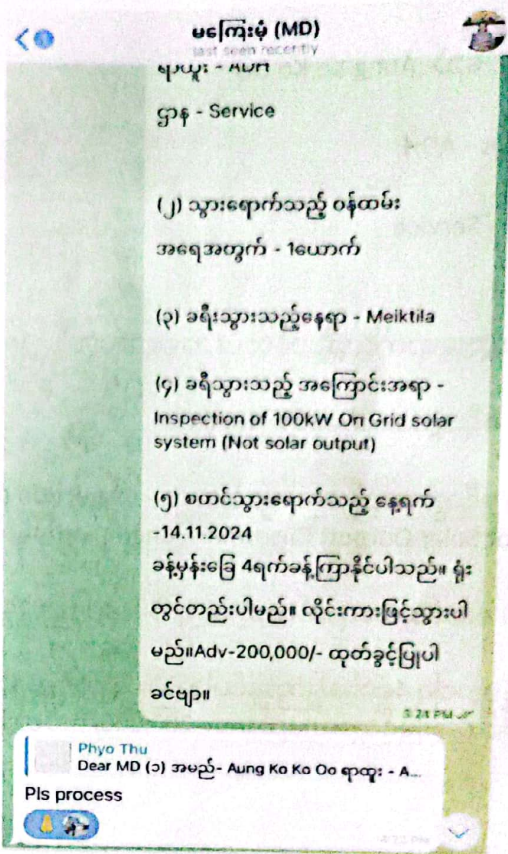 မကြေးမုံ (MD)
last seen recently
ရာထူး - ADH
ဌာန - Service
(၂) သွားရောက်သည့် ဝန်ထမ်း
အရေအတွက် - 1ယောက်
(၃) ခရီးသွားသည့်နေရာ - Meiktila
(၄) ခရီသွားသည့် အကြောင်းအရာ -
Inspection of 100kW On Grid solar
system (Not solar output)
(၅) စတင်သွားရောက်သည့် နေ့ရက်
-14.11.2024
ခန့်မှန်းခြေ 4ရက်ခန့်ကြာနိုင်ပါသည်။ ရုံး
တွင်တည်းပါမည်။ လိုင်းကားဖြင့်သွားပါ
မည်။Adv-200,000/- ထုတ်ခွင့်ပြုပါ
ခင်ဗျာ။
Phyo Thu
Dear MD (၁) အမည်- Aung Ko Ko Oo ရာထူး - A...
Pls process